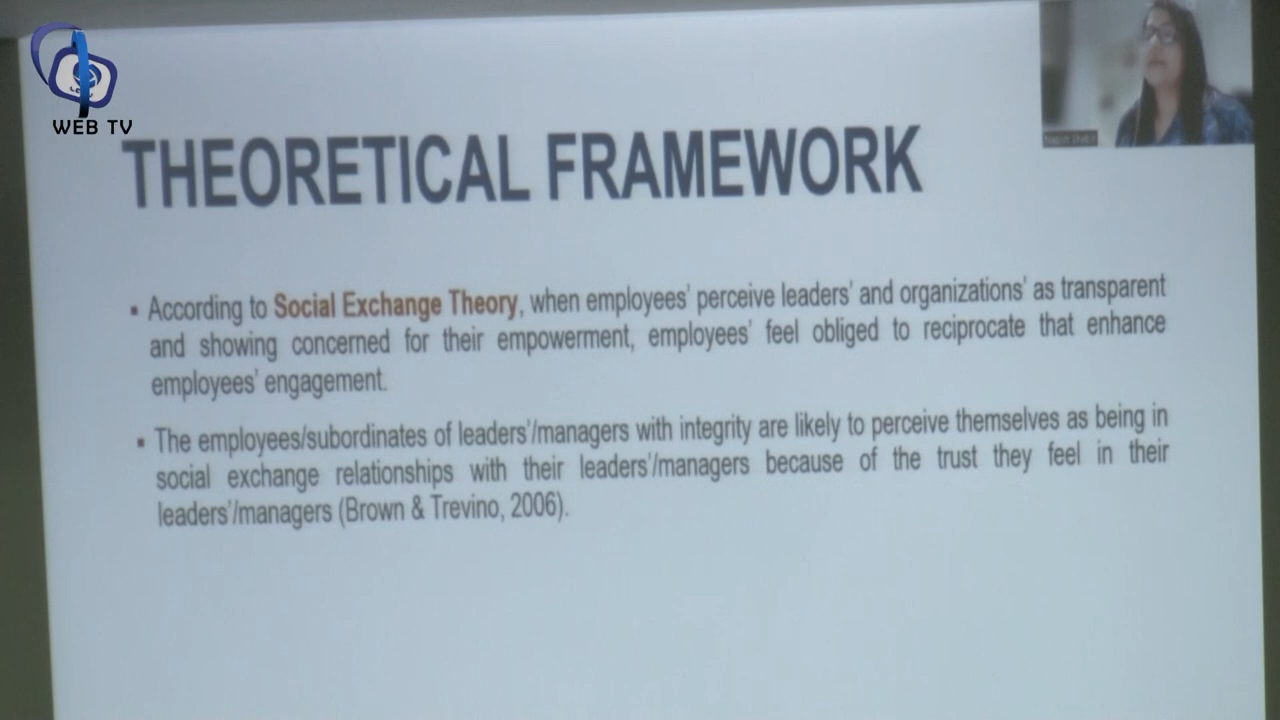 WEB TV
THEORETICAL FRAMEWORK
▪ According to Social Exchange Theory, when employees' perceive leaders' and organizations' as transparent
and showing concerned for their empowerment, employees' feel obliged to reciprocate that enhance
employees' engagement.
▪ The employees/subordinates of leaders'/managers with integrity are likely to perceive themselves as being in
social exchange relationships with their leaders'/managers because of the trust they feel in their
leaders'/managers (Brown & Trevino, 2006).